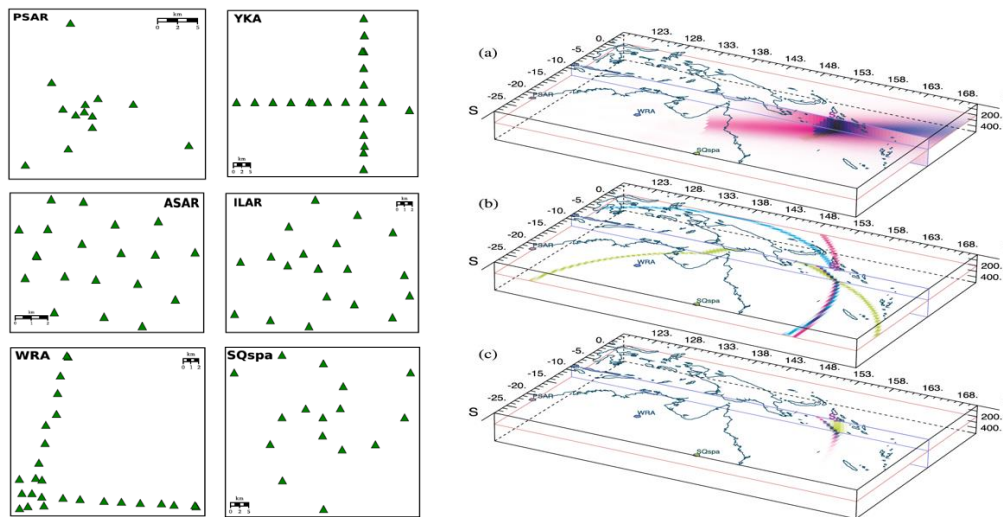 PSAR
km
0 2 5
YKA
km
0 2 5
ASAR
km
0 1 2
ILAR
km
0 1 2
WRA
km
0 1 2
SQspa
km
0 2 5
(a)
123. 128. 133. 138. 143. 148. 153. 158. 163. 168.
0.
-5.
-10.
-15.
-20.
-25.
S
PSAR
WRA
SQspa
200.
400.
(b)
123. 128. 133. 138. 143. 148. 153. 158. 163. 168.
0.
-5.
-10.
-15.
-20.
-25.
S
PSAR
WRA
SQspa
200.
400.
(c)
123. 128. 133. 138. 143. 148. 153. 158. 163. 168.
0.
-5.
-10.
-15.
-20.
-25.
S
PSAR
WRA
SQspa
200.
400.